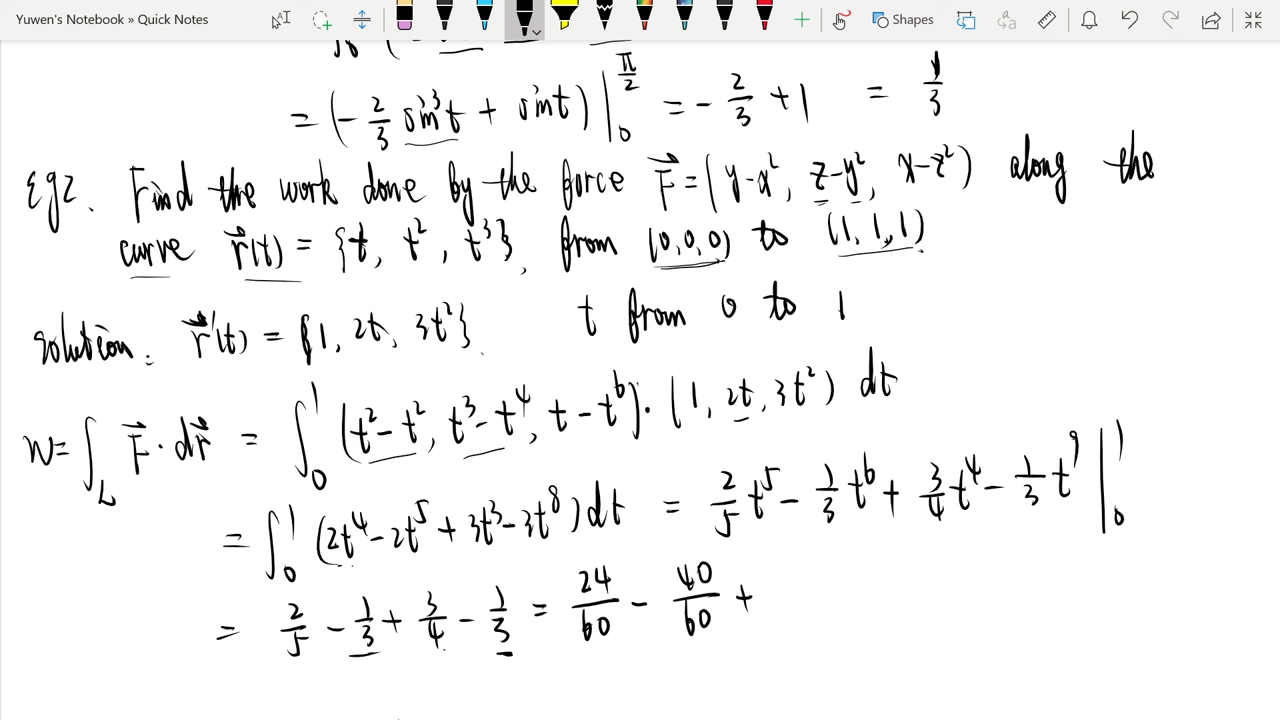 Yuwen's Notebook » Quick Notes
Shapes
= (-2/3 sin³t + sint) |₀^{π/2} = -2/3 + 1 = 1/3
Eg2. Find the work done by the force F⃗ = (y-x², z-y², x-z²) along the
curve r⃗(t) = {t, t², t³}, from (0,0,0) to (1,1,1)
Solution: r⃗'(t) = {1, 2t, 3t²}. t from 0 to 1
W = ∫_L F⃗·dr⃗ = ∫₀¹ (t²-t², t³-t⁴, t-t⁶)·(1, 2t, 3t²) dt
= ∫₀¹ (2t⁴-2t⁵+3t³-3t⁸)dt = 2/5 t⁵ - 1/3 t⁶ + 3/4 t⁴ - 1/3 t⁹ |₀¹
= 2/5 - 1/3 + 3/4 - 1/3 = 24/60 - 40/60 +